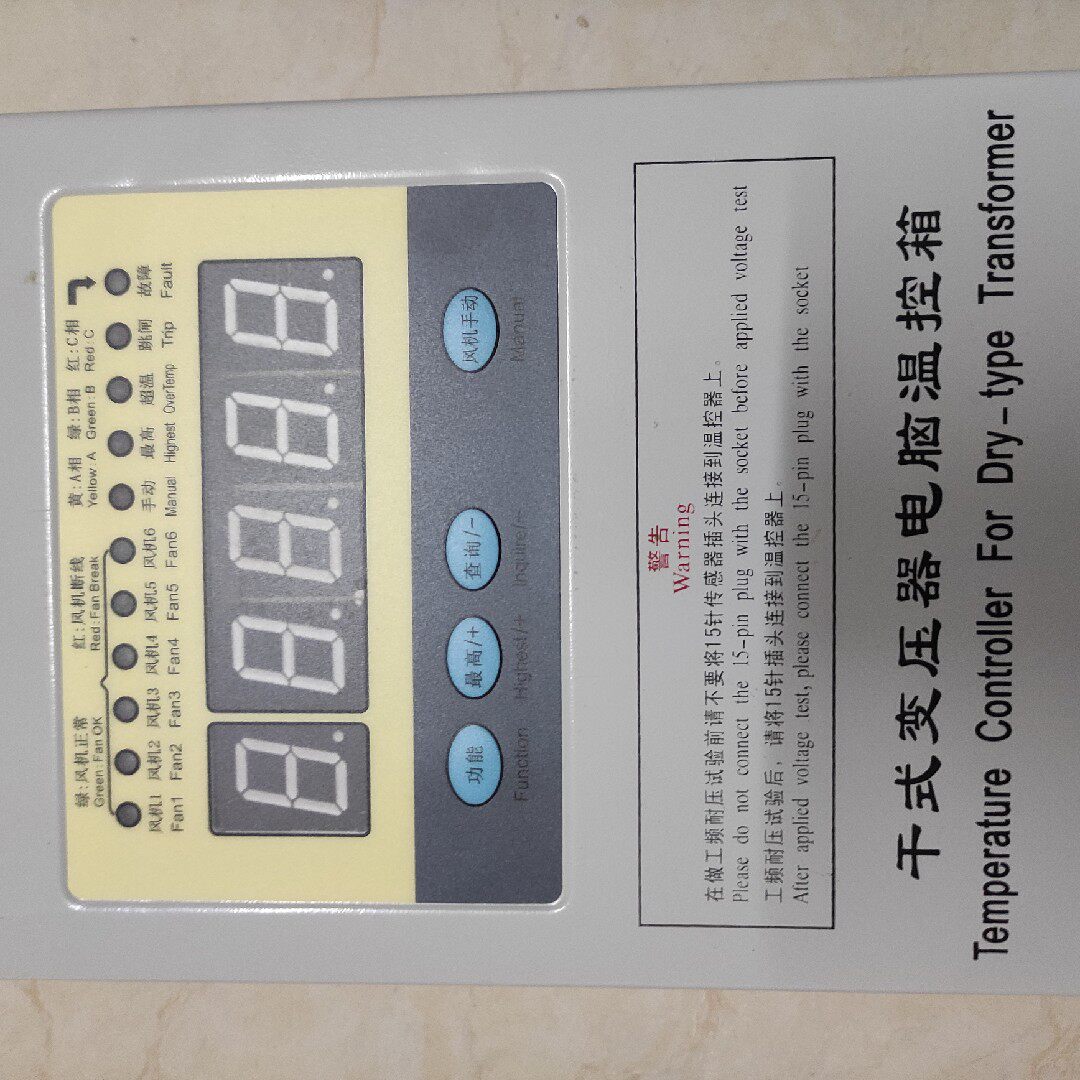 绿:风机正常 红:风机断线 黄:A相 绿:B相 红:C相
Green:Fan OK Red:Fan Break Yellow:A Green:B Red:C
风机1 风机2 风机3 风机4 风机5 风机6 手动 最高 超温 跳闸 故障
Fan1 Fan2 Fan3 Fan4 Fan5 Fan6 Manual Highest OverTemp Trip Fault
功能 最高/+ 查询/- 风机手动
Function Highest/+ Inquire/- Manual
警告
Warning
在做工频耐压试验前请不要将15针传感器插头连接到温控器上。
Please do not connect the 15-pin plug with the socket before applied voltage test
工频耐压试验后，请将15针插头连接到温控器上。
After applied voltage test,please connect the 15-pin plug with the socket
干式变压器电脑温控箱
Temperature Controller For Dry-type Transformer